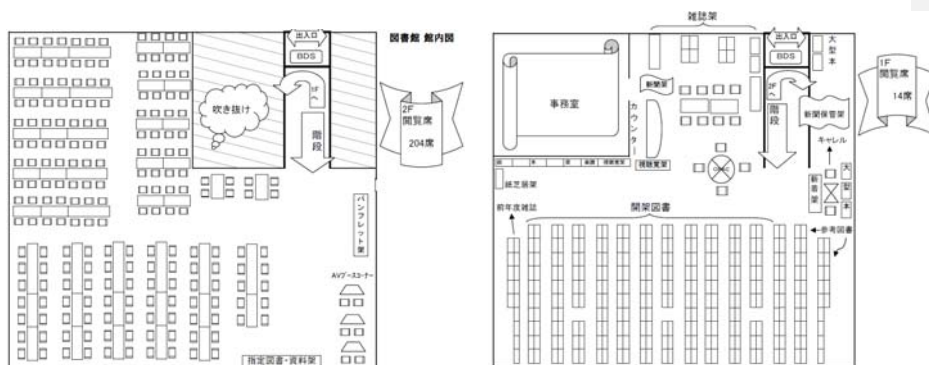 図書館 館内図
出入口
BDS
1Fへ
階段
吹き抜け
2F
閲覧席
204席
パンフレット架
AVブースコーナー
指定図書・資料架
雑誌架
出入口
BDS
2Fへ
階段
大型本
1F
閲覧席
14席
事務室
新聞架
カウンター
新聞保管架
キャレル
視聴覚架
OPAC
新着架
大型本
紙芝居架
前年度雑誌
開架図書
参考図書